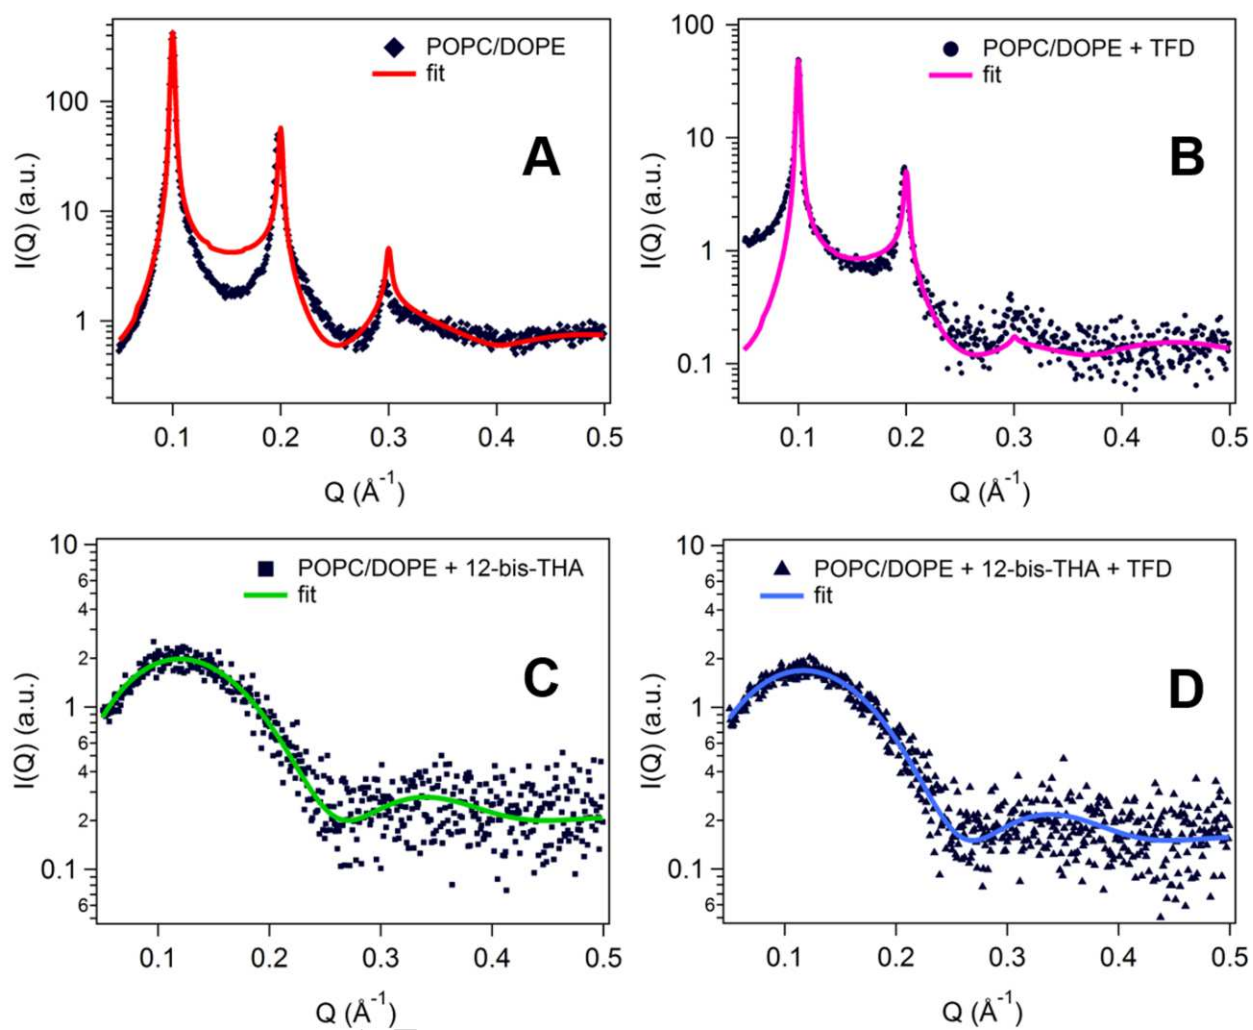 POPC/DOPE
fit
A
100
10
1
I(Q) (a.u.)
0.1 0.2 0.3 0.4 0.5
Q (Å⁻¹)
POPC/DOPE + TFD
fit
B
100
10
1
0.1
I(Q) (a.u.)
0.1 0.2 0.3 0.4 0.5
Q (Å⁻¹)
POPC/DOPE + 12-bis-THA
fit
C
10
6
4
2
1
6
4
2
0.1
6
I(Q) (a.u.)
0.1 0.2 0.3 0.4 0.5
Q (Å⁻¹)
POPC/DOPE + 12-bis-THA + TFD
fit
D
10
6
4
2
1
6
4
2
0.1
6
I(Q) (a.u.)
0.1 0.2 0.3 0.4 0.5
Q (Å⁻¹)